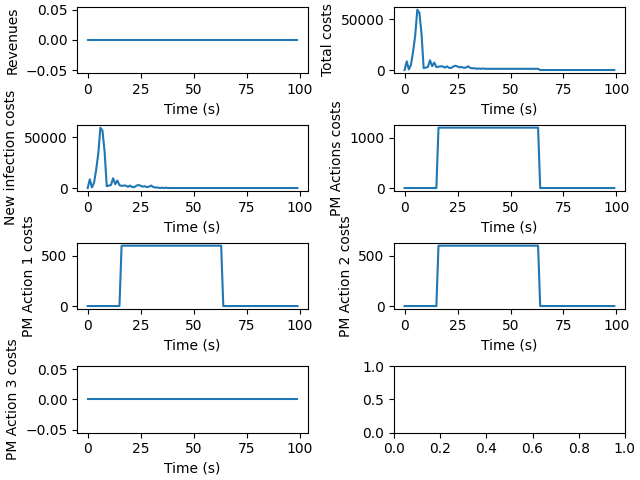 Revenues
0.05
0.00
−0.05
0 25 50 75 100
Time (s)
Total costs
50000
0
0 25 50 75 100
Time (s)
New infection costs
50000
0
0 25 50 75 100
Time (s)
PM Actions costs
1000
0
0 25 50 75 100
Time (s)
PM Action 1 costs
500
0
0 25 50 75 100
Time (s)
PM Action 2 costs
500
0
0 25 50 75 100
Time (s)
PM Action 3 costs
0.05
0.00
−0.05
0 25 50 75 100
Time (s)
1.0
0.5
0.0
0.0 0.2 0.4 0.6 0.8 1.0